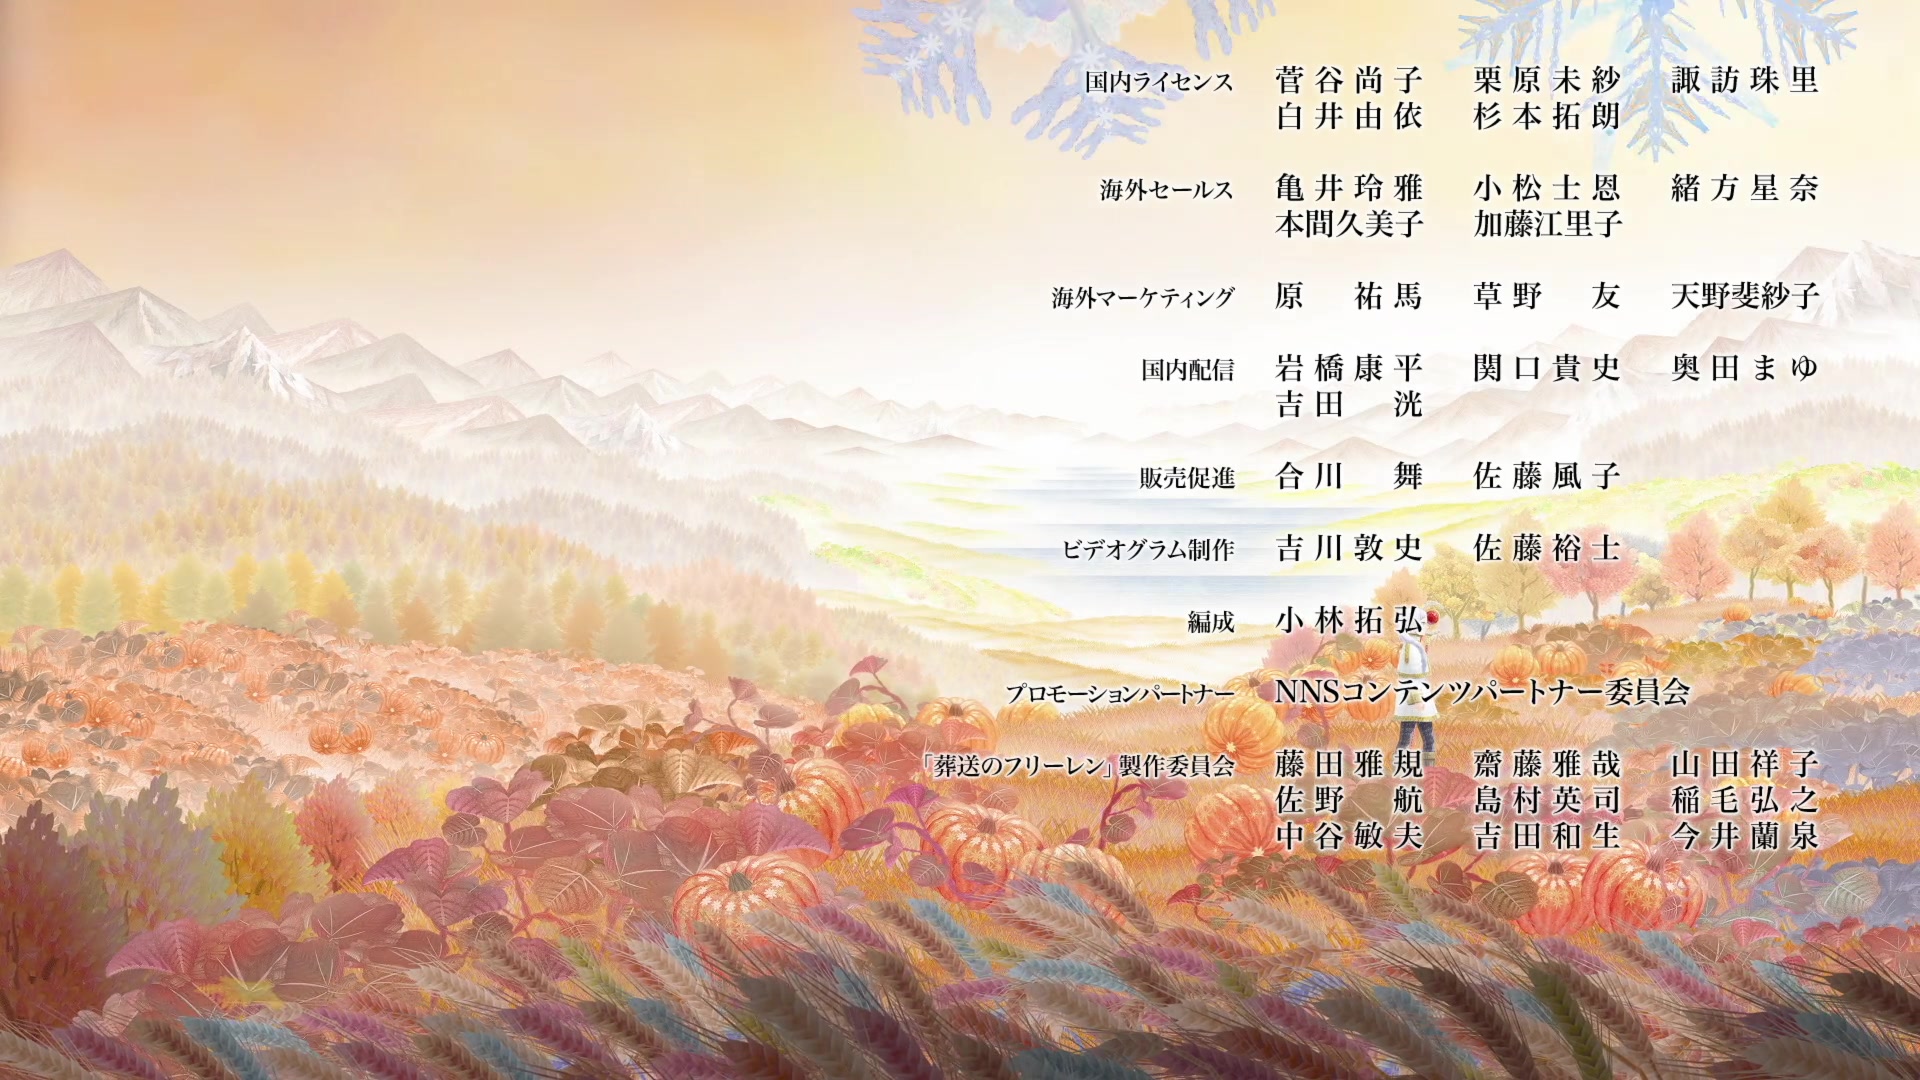 国内ライセンス 菅谷尚子 栗原未紗 諏訪珠里
白井由依 杉本拓朗
海外セールス 亀井玲雅 小松士恩 緒方星奈
本間久美子 加藤江里子
海外マーケティング 原祐馬 草野友 天野斐紗子
国内配信 岩橋康平 関口貴史 奥田まゆ
吉田洸
販売促進 合川舞 佐藤風子
ビデオグラム制作 吉川敦史 佐藤裕士
編成 小林拓弘
プロモーションパートナー NNSコンテンツパートナー委員会
「葬送のフリーレン」製作委員会 藤田雅規 齋藤雅哉 山田祥子
佐野航 島村英司 稲毛弘之
中谷敏夫 吉田和生 今井蘭泉